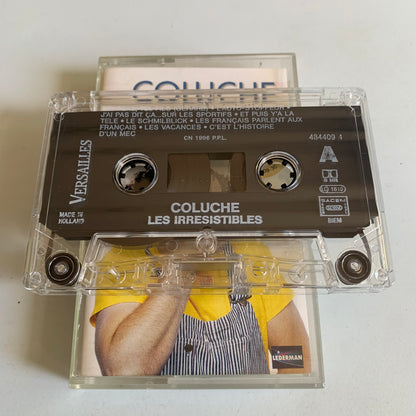 COLUCHE
J'AI PAS DIT ÇA...SUR LES SPORTIFS • ET PUIS Y'A LA
TÉLÉ • LE SCHMILBLICK • LES FRANÇAIS PARLENT AUX
FRANÇAIS • LES VACANCES • C'EST L'HISTOIRE
D'UN MEC
CN 1996 P.P.L.
484409 4
A
VERSAILLES
MADE IN
HOLLAND
SACEM
BIEM
COLUCHE
LES IRRESISTIBLES
LEDERMAN